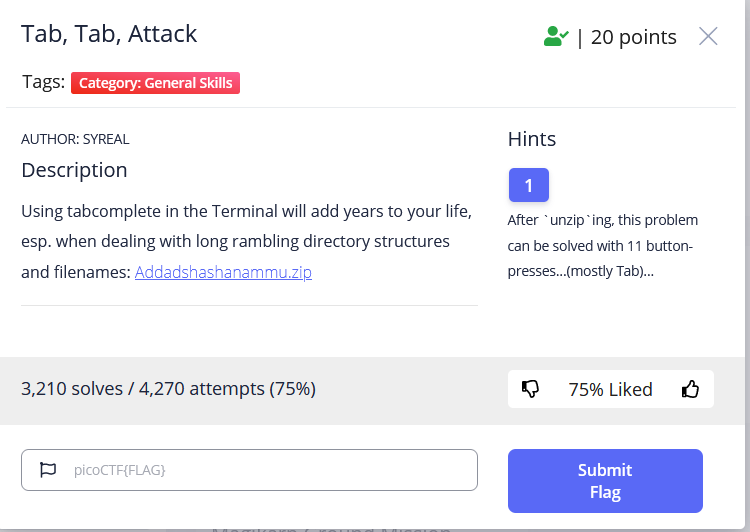 Tab, Tab, Attack
| 20 points
Tags: Category: General Skills
AUTHOR: SYREAL
Description
Using tabcomplete in the Terminal will add years to your life,
esp. when dealing with long rambling directory structures
and filenames: Addadshashanammu.zip
Hints
1
After `unzip`ing, this problem
can be solved with 11 button-
presses...(mostly Tab)...
3,210 solves / 4,270 attempts (75%)
75% Liked
picoCTF{FLAG}
Submit
Flag